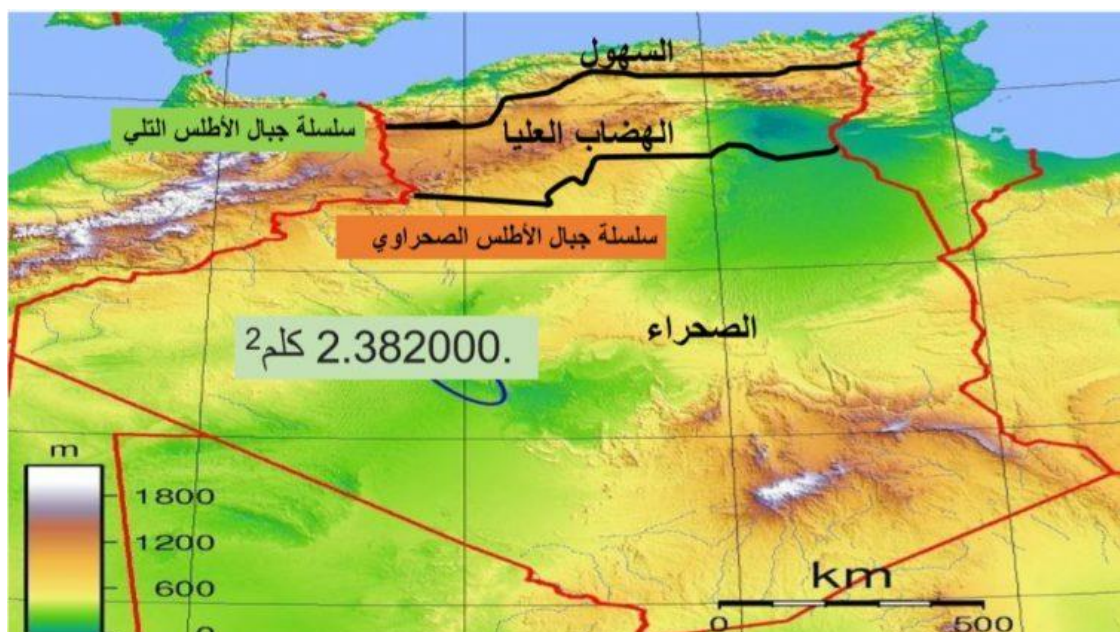 السهول
سلسلة جبال الأطلس التلي
الهضاب العليا
سلسلة جبال الأطلس الصحراوي
الصحراء
2.382000. كلم²
m
1800
1200
600
0
km
0 500